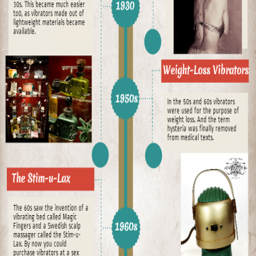 30s. This became much easier
too, as vibrators made out of
lightweight materials became
available.
1930
Weight-Loss Vibrators
1950s
In the 50s and 60s vibrators
were used for the purpose of
weight loss. And the term
hysteria was finally removed
from medical texts.
The Stim-u-Lax
The 60s saw the invention of a
vibrating bed called Magic
Fingers and a Swedish scalp
massager called the Stim-u-
Lax. By now you could
purchase vibrators at a sex
1960s